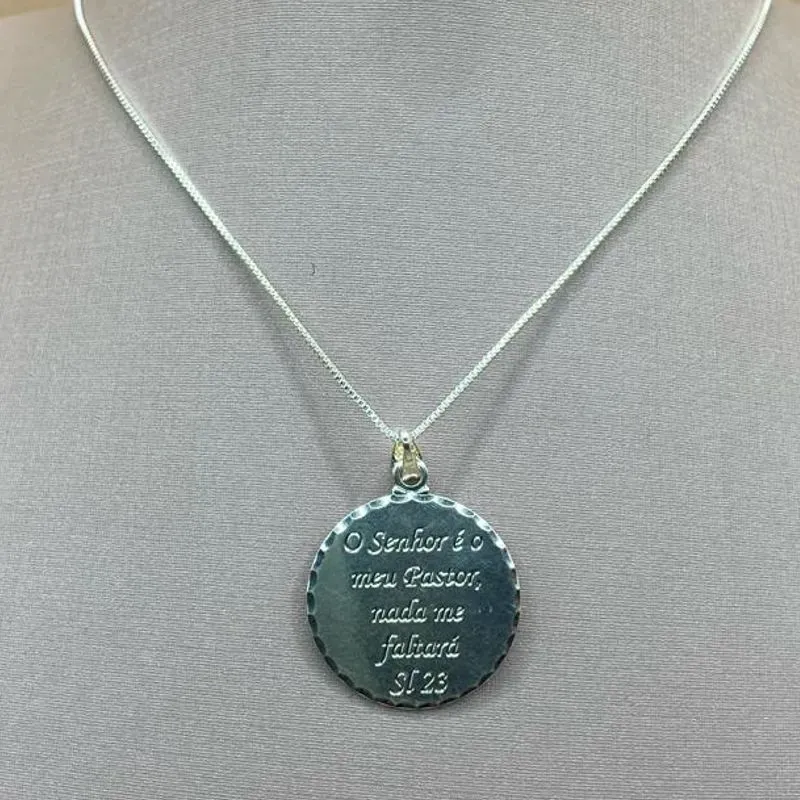 O Senhor é o
meu Pastor,
nada me
faltará
Sl 23